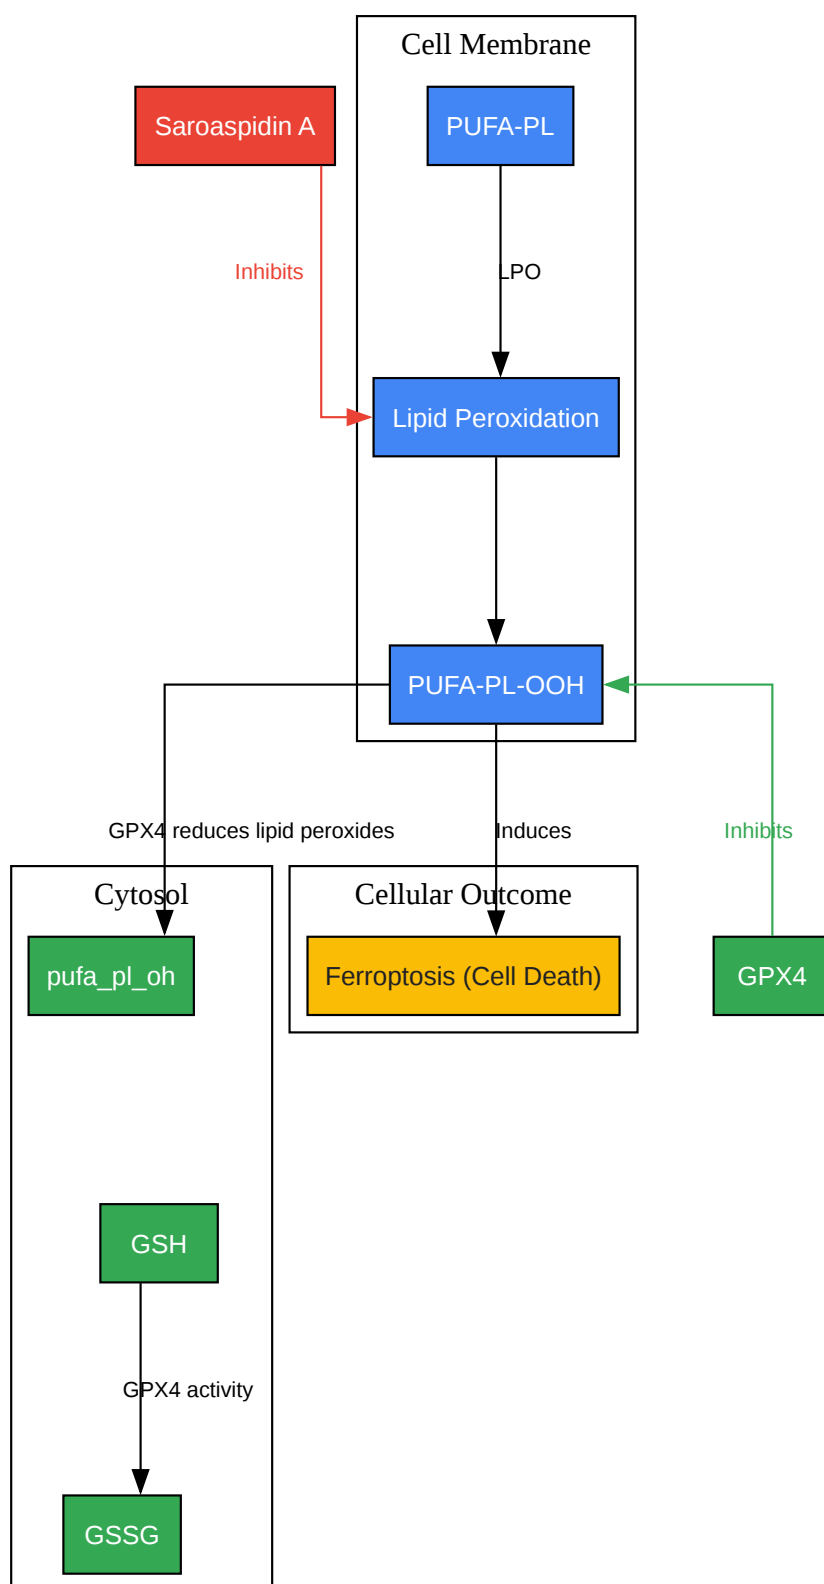 Cell Membrane
Saroaspidin A
PUFA-PL
Inhibits
LPO
Lipid Peroxidation
PUFA-PL-OOH
GPX4 reduces lipid peroxides
Induces
Inhibits
Cytosol
Cellular Outcome
pufa_pl_oh
Ferroptosis (Cell Death)
GPX4
GSH
GPX4 activity
GSSG